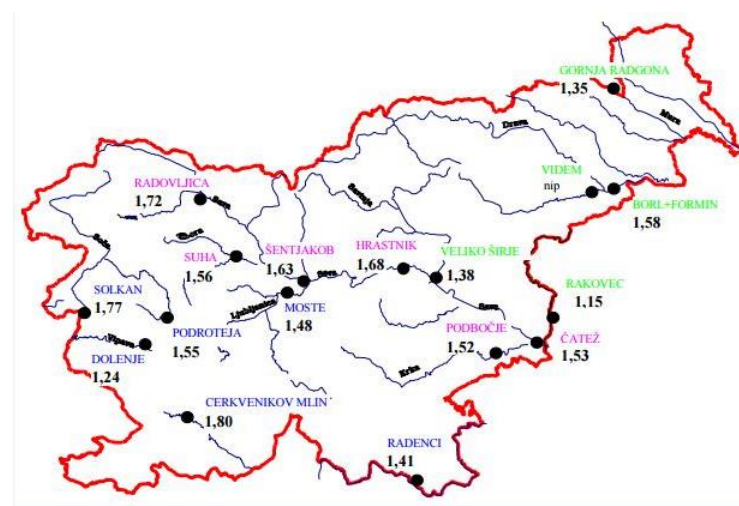 GORNJA RADGONA
1,35
Mura
Drava
VIDEM
nip
BORL+FORMIN
1,58
RADOVLJICA
1,72
Sava
Savinja
Soča
Sora
SUHA
1,56
ŠENTJAKOB
1,63
Sava
HRASTNIK
1,68
VELIKO ŠIRJE
1,38
SOLKAN
1,77
Ljubljanica
MOSTE
1,48
Sava
RAKOVEC
1,15
PODROTEJA
1,55
Vipava
DOLENJE
1,24
PODBOČJE
1,52
ČATEŽ
1,53
Krka
CERKVENIKOV MLIN
1,80
RADENCI
1,41